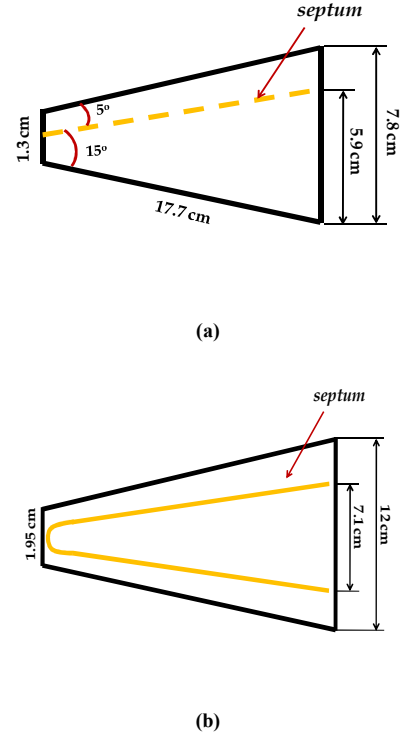 septum
5º
1.3 cm
15º
5.9 cm
7.8 cm
17.7 cm
(a)
septum
1.95 cm
7.1 cm
12 cm
(b)